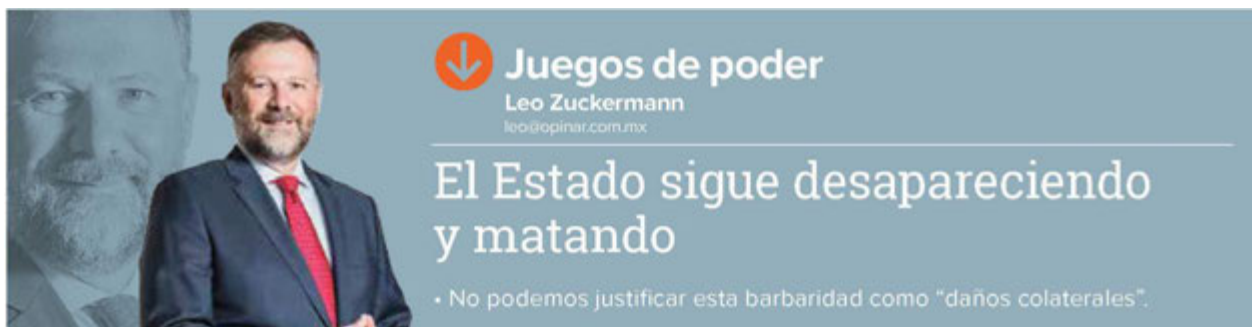 Juegos de poder
Leo Zuckermann
leo@opinar.com.mx
El Estado sigue desapareciendo
y matando
• No podemos justificar esta barbaridad como “daños colaterales”.